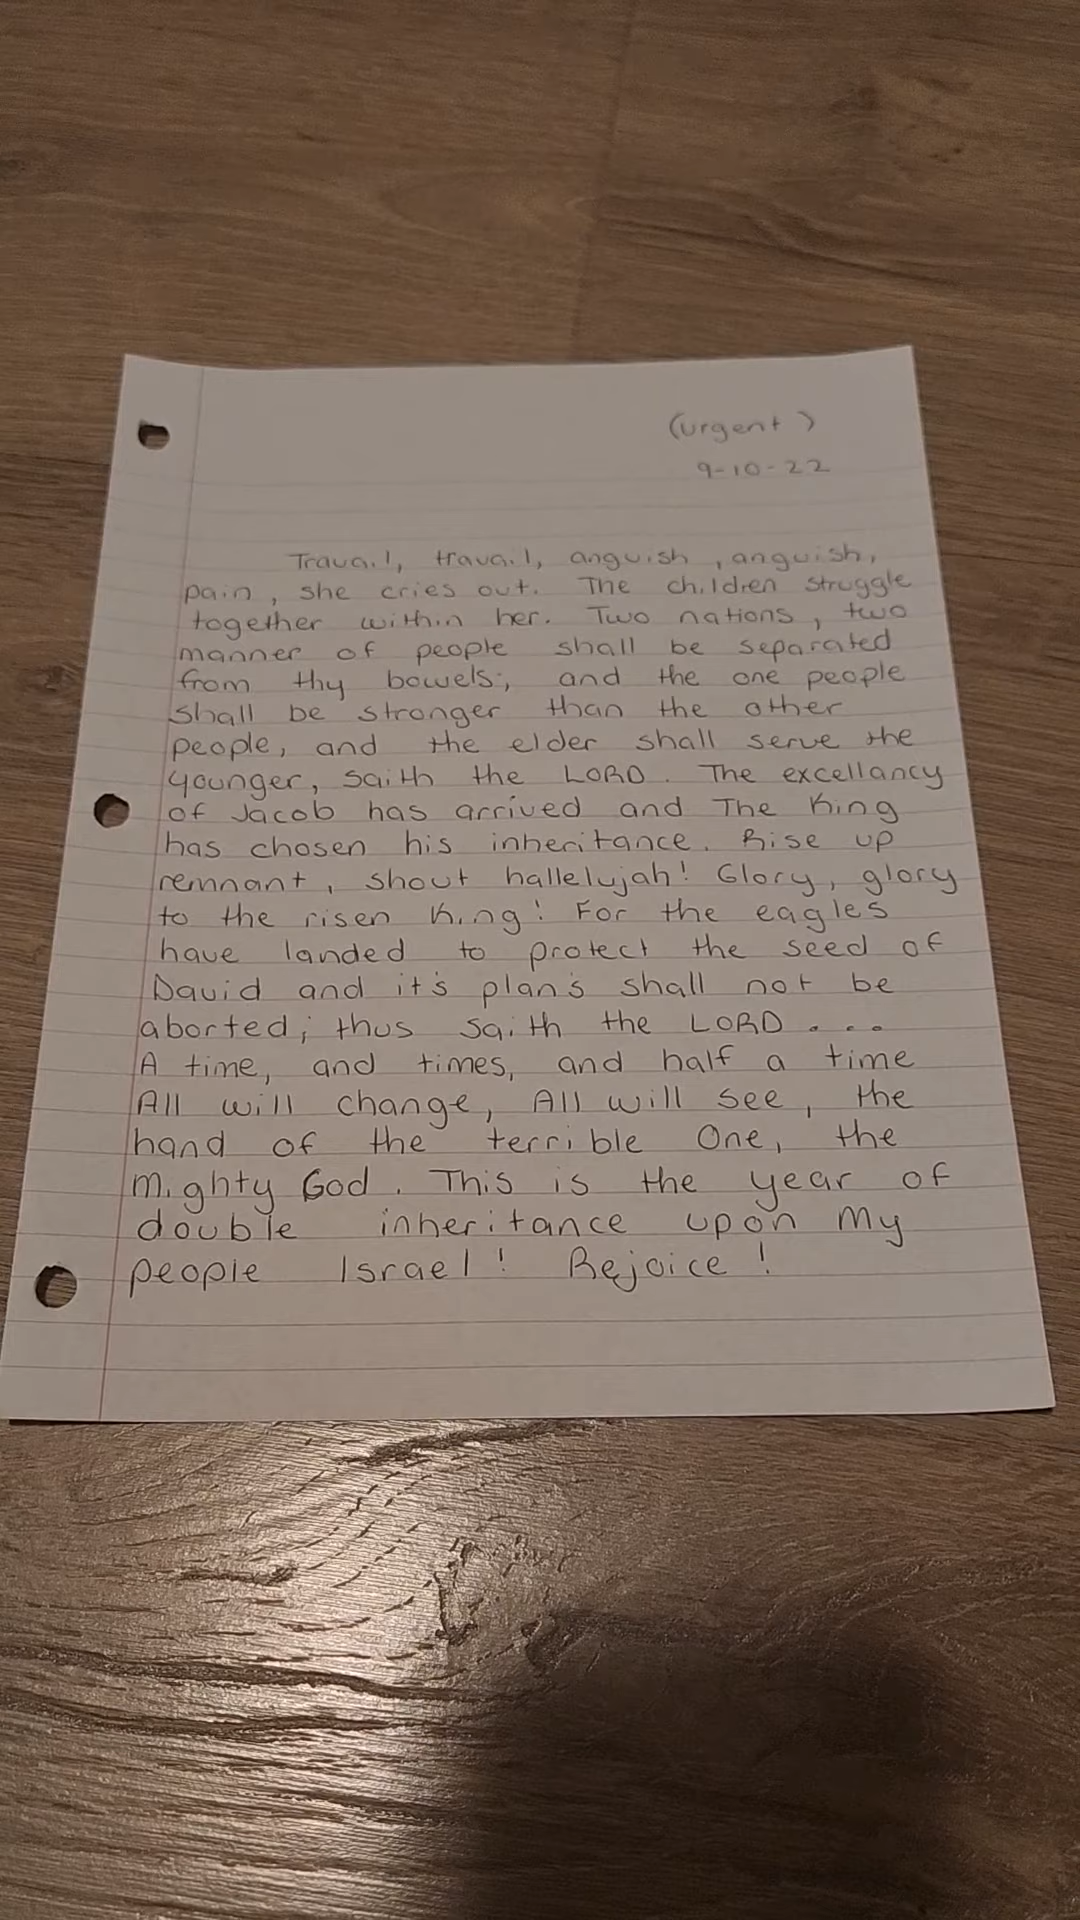 (urgent)
9-10-22
Travail, travail, anguish, anguish,
pain, she cries out. The children struggle
together within her. Two nations, two
manner of people shall be separated
from thy bowels; and the one people
shall be stronger than the other
people, and the elder shall serve the
younger, saith the LORD. The excellancy
of Jacob has arrived and The King
has chosen his inheritance. Rise up
remnant, shout hallelujah! Glory, glory
to the risen King! For the eagles
have landed to protect the seed of
David and it's plan's shall not be
aborted; thus saith the LORD....
A time, and times, and half a time
All will change, All will see, the
hand of the terrible One, the
mighty God. This is the year of
double inheritance upon My
people Israel! Rejoice!